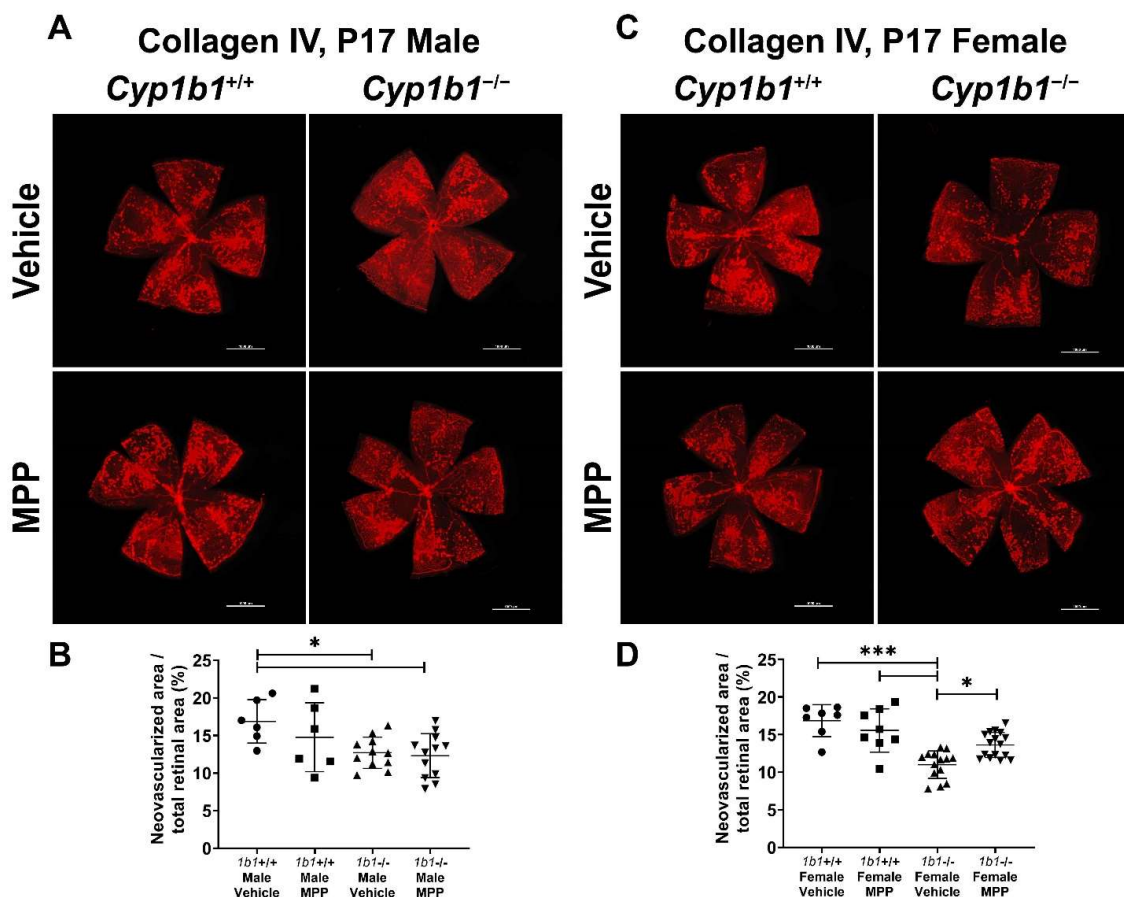 A
Collagen IV, P17 Male
Cyp1b1+/+
Cyp1b1−/−
Vehicle
MPP
B
*
Neovascularized area /
total retinal area (%)
25
20
15
10
5
0
1b1+/+
Male
Vehicle
1b1+/+
Male
MPP
1b1-/-
Male
Vehicle
1b1-/-
Male
MPP
C
Collagen IV, P17 Female
Cyp1b1+/+
Cyp1b1−/−
Vehicle
MPP
D
***
*
Neovascularized area /
total retinal area (%)
25
20
15
10
5
0
1b1+/+
Female
Vehicle
1b1+/+
Female
MPP
1b1-/-
Female
Vehicle
1b1-/-
Female
MPP